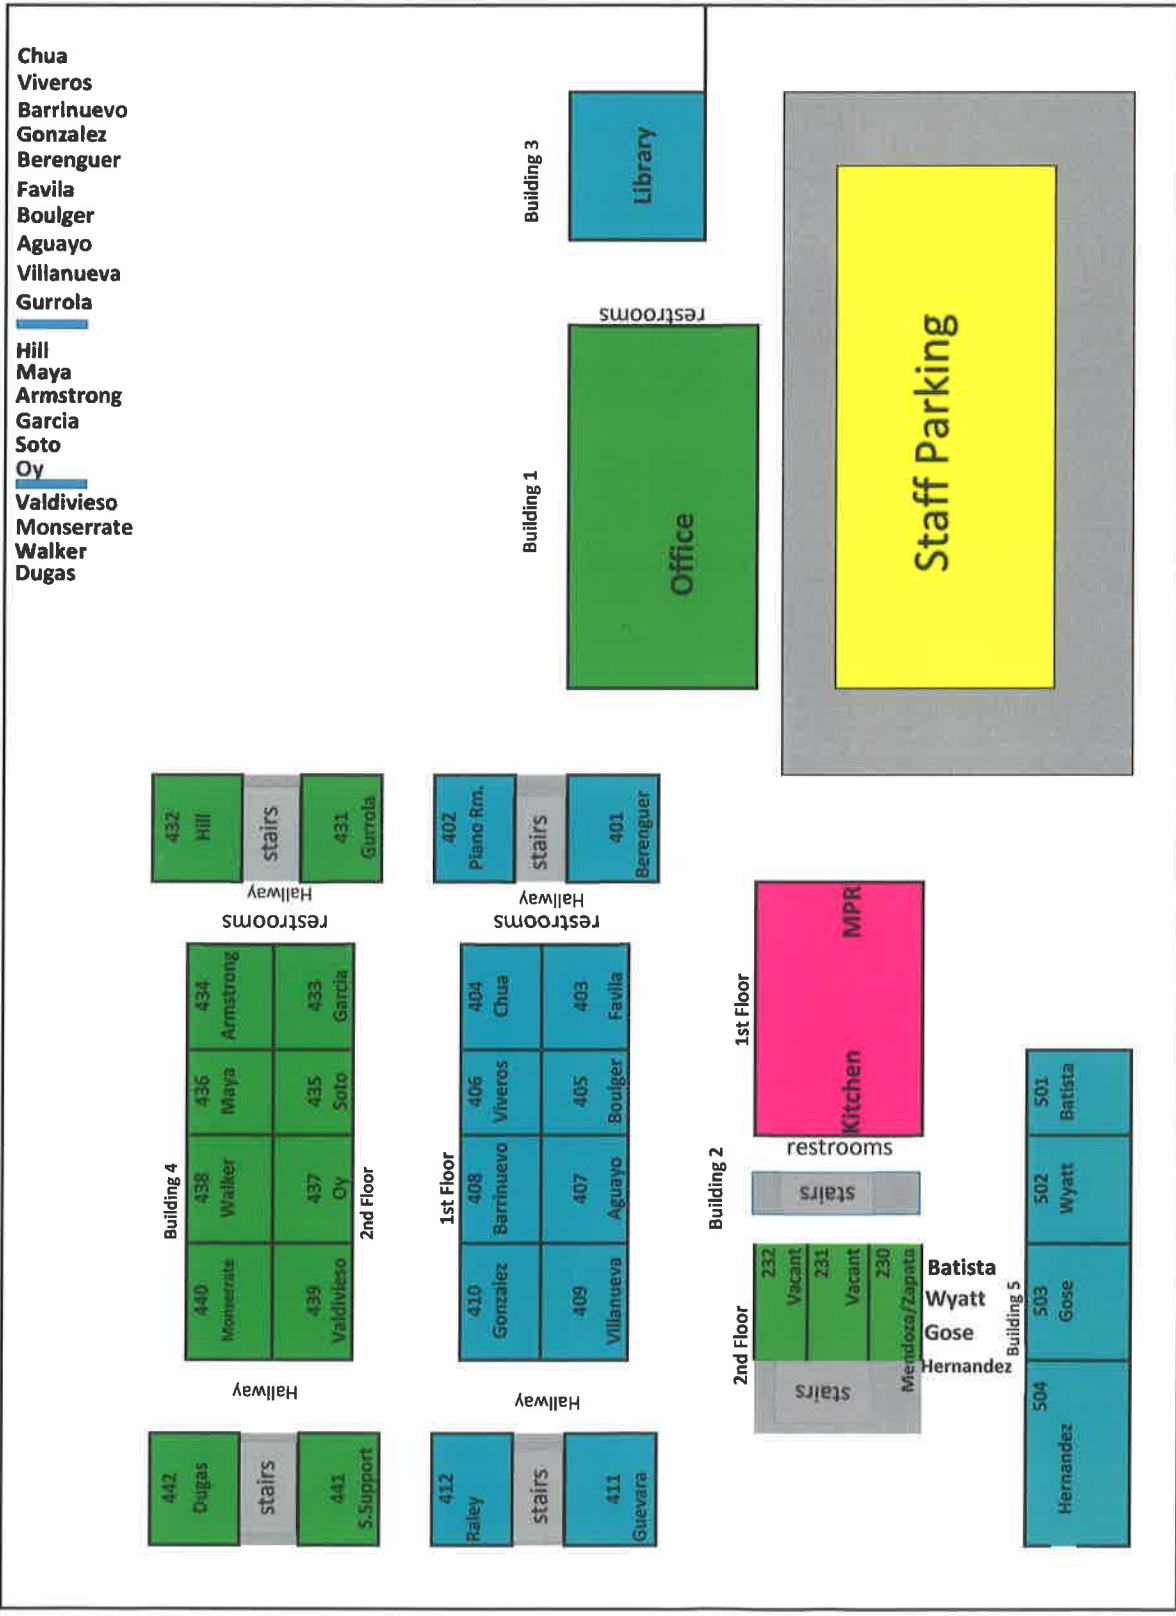 Chua
Viveros
Barrinuevo
Gonzalez
Berenguer
Favila
Boulger
Aguayo
Villanueva
Gurrola
Hill
Maya
Armstrong
Garcia
Soto
Oy
Valdivieso
Monserrate
Walker
Dugas
Building 3
Library
restrooms
Building 1
Office
Staff Parking
432
Hill
stairs
431
Gurrola
Hallway
restrooms
434
Armstrong
433
Garcia
436
Maya
435
Soto
Building 4
438
Walker
437
Oy
2nd Floor
440
Monserrate
439
Valdivieso
Hallway
442
Dugas
stairs
441
S.Support
402
Piano Rm.
stairs
401
Berenguer
Hallway
restrooms
404
Chua
403
Favila
406
Viveros
405
Boulger
1st Floor
408
Barrinuevo
407
Aguayo
410
Gonzalez
409
Villanueva
Hallway
412
Raley
stairs
411
Guevara
1st Floor
MPR
Kitchen
restrooms
Building 2
stairs
2nd Floor
232
Vacant
231
Vacant
230
Mendoza/Zapata
stairs
Batista
Wyatt
Gose
Hernandez
Building 5
501
Batista
502
Wyatt
503
Gose
504
Hernandez